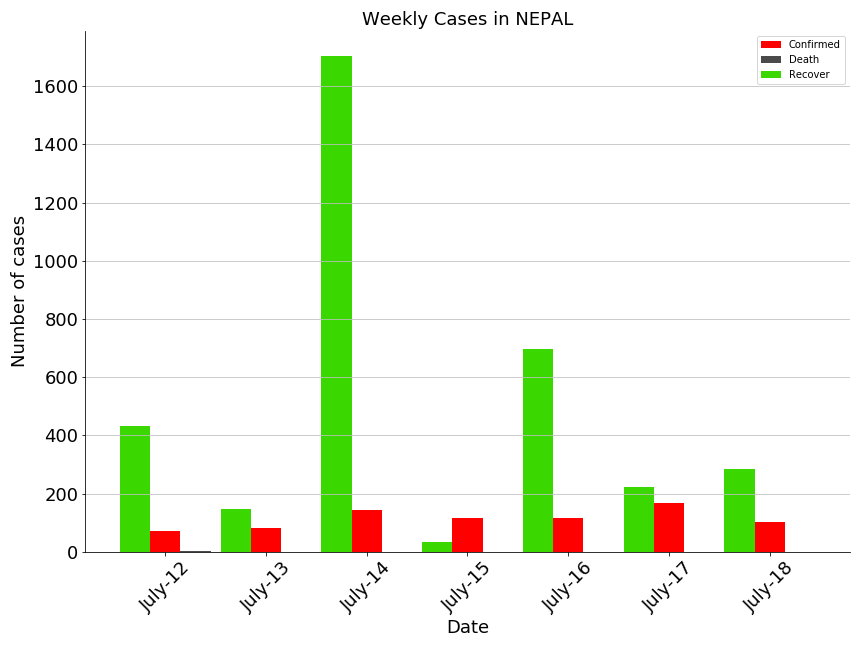 Weekly Cases in NEPAL
Confirmed
Death
Recover
Number of cases
1600
1400
1200
1000
800
600
400
200
0
July-12
July-13
July-14
July-15
July-16
July-17
July-18
Date